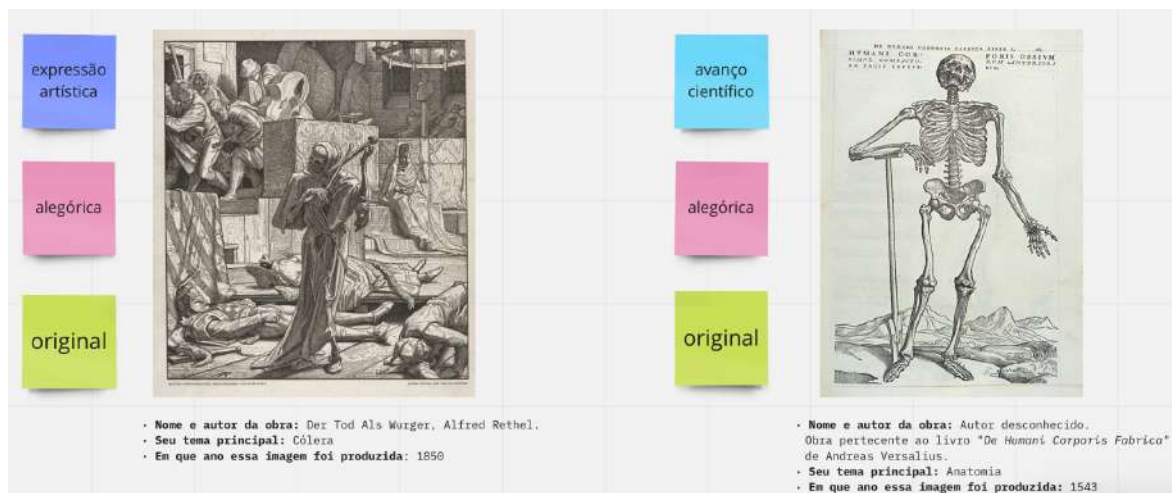 expressão
artística
alegórica
original
• Nome e autor da obra: Der Tod Als Wurger, Alfred Rethel.
• Seu tema principal: Cólera
• Em que ano essa imagem foi produzida: 1850
avanço
científico
alegórica
original
HVMANI COR-
PORIS OSSIVM
• Nome e autor da obra: Autor desconhecido.
Obra pertecente ao livro "De Humani Corporis Fabrica"
de Andreas Versalius.
• Seu tema principal: Anatomia
• Em que ano essa imagem foi produzida: 1543